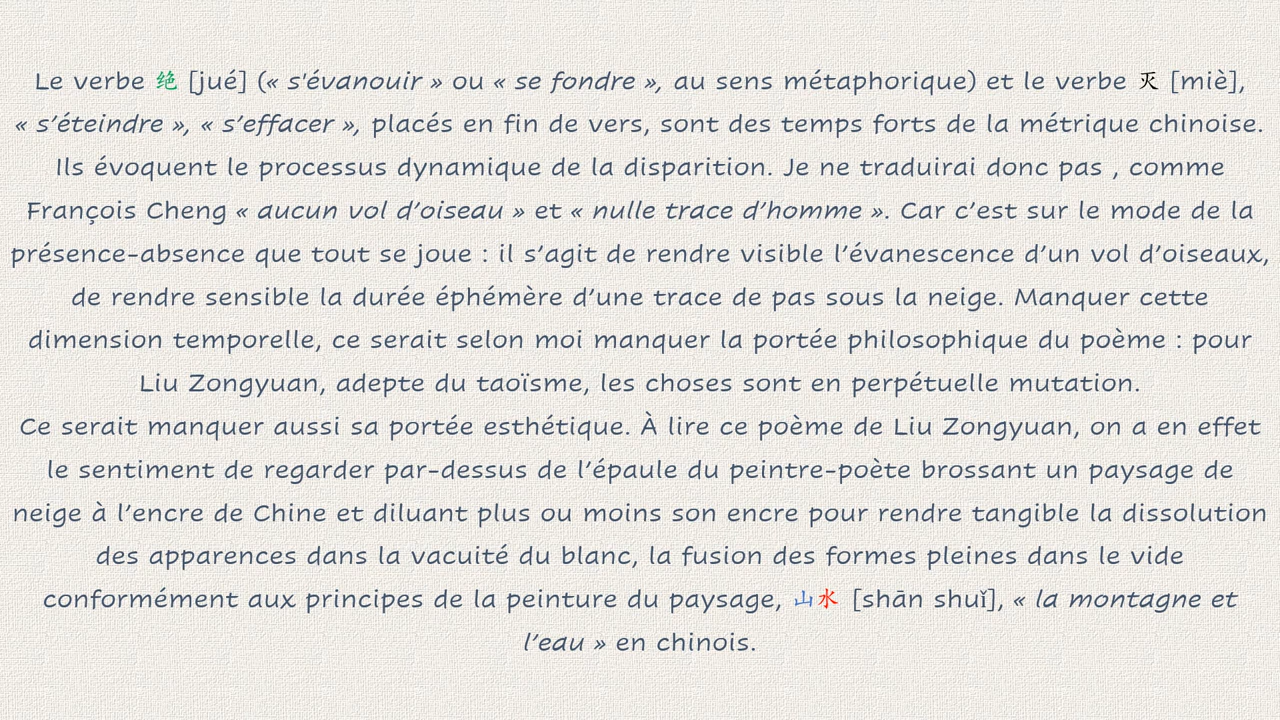 Le verbe 绝 [jué] (« s'évanouir » ou « se fondre », au sens métaphorique) et le verbe 灭 [miè],
« s’éteindre », « s’effacer », placés en fin de vers, sont des temps forts de la métrique chinoise.
Ils évoquent le processus dynamique de la disparition. Je ne traduirai donc pas , comme
François Cheng « aucun vol d’oiseau » et « nulle trace d’homme ». Car c’est sur le mode de la
présence-absence que tout se joue : il s’agit de rendre visible l’évanescence d’un vol d’oiseaux,
de rendre sensible la durée éphémère d’une trace de pas sous la neige. Manquer cette
dimension temporelle, ce serait selon moi manquer la portée philosophique du poème : pour
Liu Zongyuan, adepte du taoïsme, les choses sont en perpétuelle mutation.
Ce serait manquer aussi sa portée esthétique. À lire ce poème de Liu Zongyuan, on a en effet
le sentiment de regarder par-dessus de l’épaule du peintre-poète brossant un paysage de
neige à l’encre de Chine et diluant plus ou moins son encre pour rendre tangible la dissolution
des apparences dans la vacuité du blanc, la fusion des formes pleines dans le vide
conformément aux principes de la peinture du paysage, 山水 [shān shuǐ], « la montagne et
l’eau » en chinois.